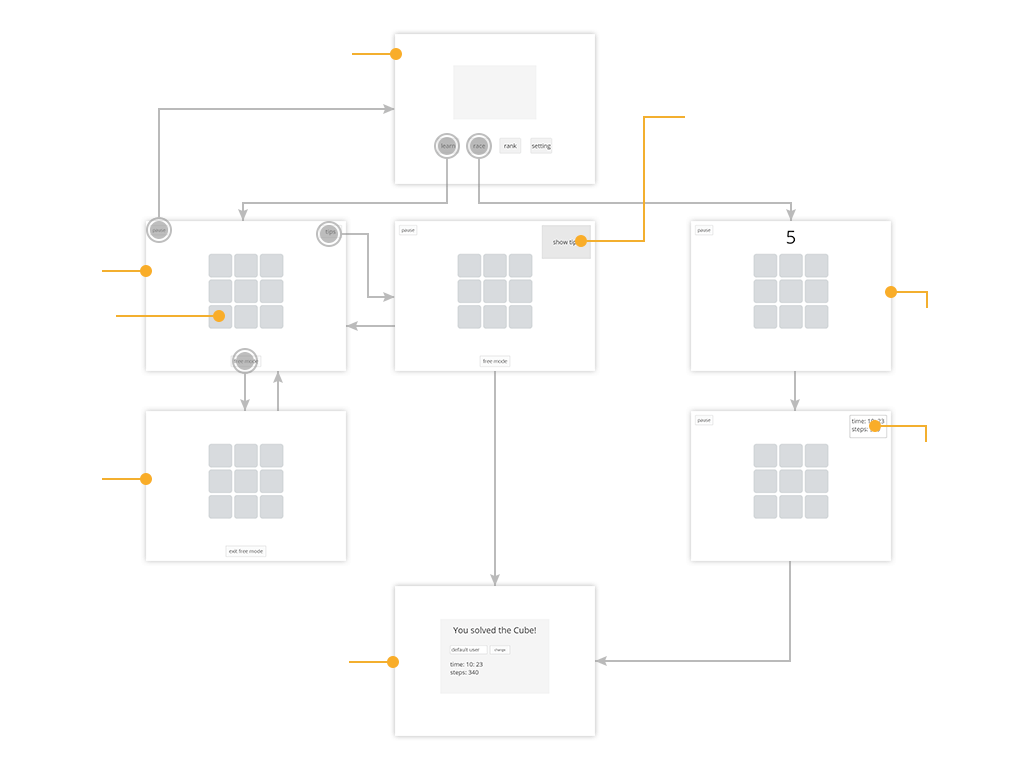 learn
race
rank
setting
pause
tips
free mode
pause
show tips
free mode
pause
5
exit free mode
pause
time: 10: 23
steps:
You solved the Cube!
default user
change
time: 10: 23
steps: 340